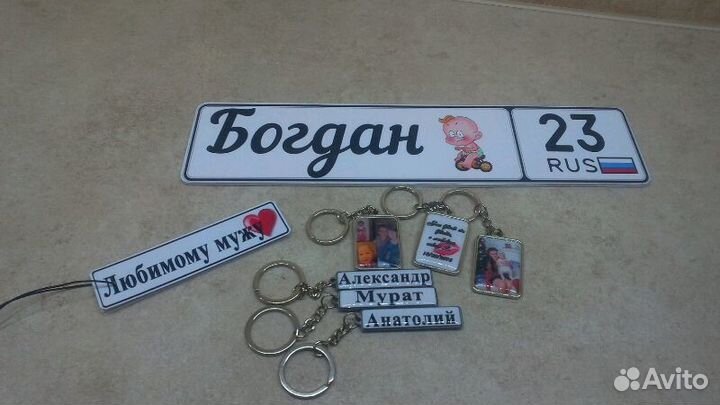 Богдан
23
RUS
Любимому мужу
Александр
Мурат
Анатолий
Avito